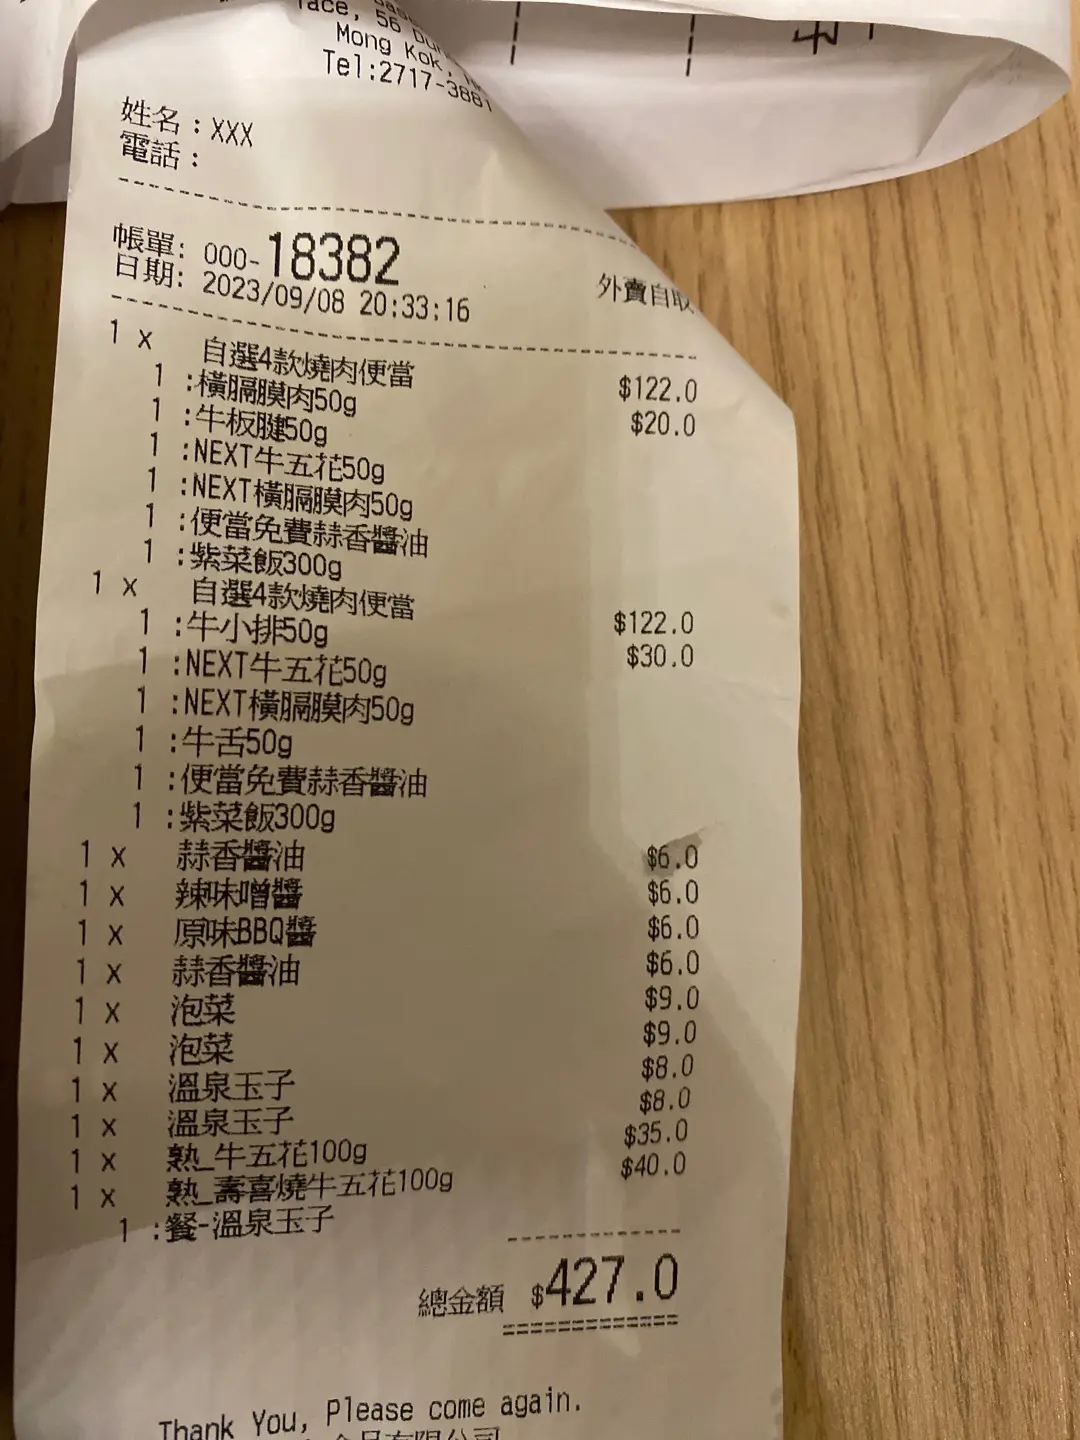 Mong Kok,
Tel:2717-3881
姓名：XXX
電話：
帳單: 000-18382
日期: 2023/09/08 20:33:16
外賣自取
1 x 自選4款燒肉便當 $122.0
1 :橫膈膜肉50g $20.0
1 :牛板腱50g
1 :NEXT牛五花50g
1 :NEXT橫膈膜肉50g
1 :便當免費蒜香醬油
1 :紫菜飯300g
1 x 自選4款燒肉便當 $122.0
1 :牛小排50g $30.0
1 :NEXT牛五花50g
1 :NEXT橫膈膜肉50g
1 :牛舌50g
1 :便當免費蒜香醬油
1 :紫菜飯300g
1 x 蒜香醬油 $6.0
1 x 辣味噌醬 $6.0
1 x 原味BBQ醬 $6.0
1 x 蒜香醬油 $6.0
1 x 泡菜 $9.0
1 x 泡菜 $9.0
1 x 溫泉玉子 $8.0
1 x 溫泉玉子 $8.0
1 x 熟_牛五花100g $35.0
1 x 熟_壽喜燒牛五花100g $40.0
1 :餐-溫泉玉子
總金額 $427.0
Thank You, Please come again.